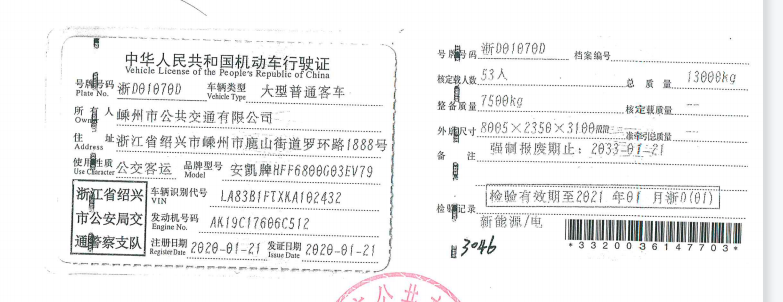 中华人民共和国机动车行驶证
Vehicle License of the People's Republic of China
号牌号码 浙D01070D 车辆类型 大型普通客车
Plate No. Vehicle Type
所有人 嵊州市公共交通有限公司
Owner
住址 浙江省绍兴市嵊州市鹿山街道罗环路1888号
Address
使用性质 公交客运 品牌型号 安凯牌HFF6800G03EV79
Use Character Model
浙江省绍兴
市公安局交
通警察支队
车辆识别代号 LA83B1FTXKA102432
VIN
发动机号码 AK19C17606C512
Engine No.
注册日期 2020-01-21 发证日期 2020-01-21
Register Date Issue Date
号牌号码 浙D01070D 档案编号
核定载人数 53人 总质量 13000kg
整备质量 7500kg 核定载质量 --
外廓尺寸 8005×2350×3100mm 准牵引总质量 --
备注 强制报废期止：2033-01-21
检验有效期至2021年01月浙D(01)
检验记录
新能源/电
3046
*3320036147703*
公共